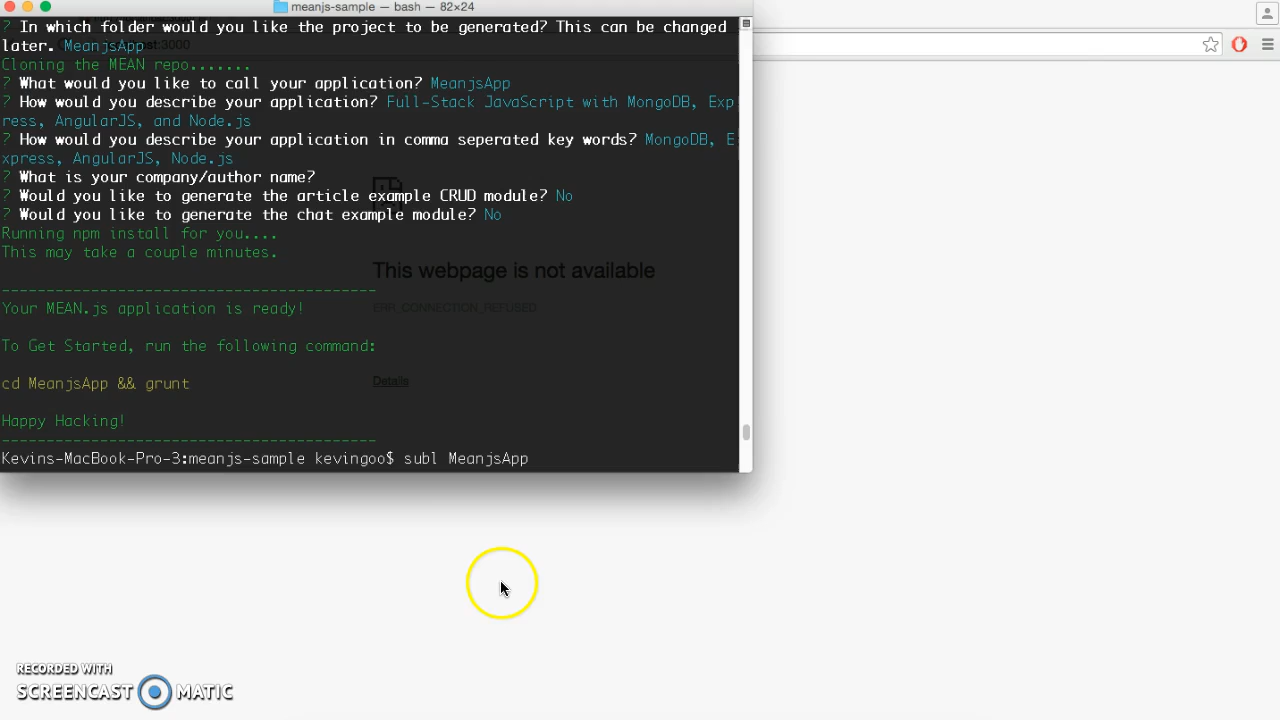 meanjs-sample — bash — 82x24
? In which folder would you like the project to be generated? This can be changed
later. MeanjsApp
:3000
Cloning the MEAN repo.......
? What would you like to call your application? MeanjsApp
? How would you describe your application? Full-Stack JavaScript with MongoDB, Exp
ress, AngularJS, and Node.js
? How would you describe your application in comma seperated key words? MongoDB, E
xpress, AngularJS, Node.js
? What is your company/author name?
? Would you like to generate the article example CRUD module? No
? Would you like to generate the chat example module? No
Running npm install for you....
This may take a couple minutes.
This webpage is not available
----------------------------------------
Your MEAN.js application is ready!
ERR_CONNECTION_REFUSED
To Get Started, run the following command:
cd MeanjsApp && grunt
Details
Happy Hacking!
----------------------------------------
Kevins-MacBook-Pro-3:meanjs-sample kevingoo$ subl MeanjsApp
RECORDED WITH
SCREENCAST MATIC